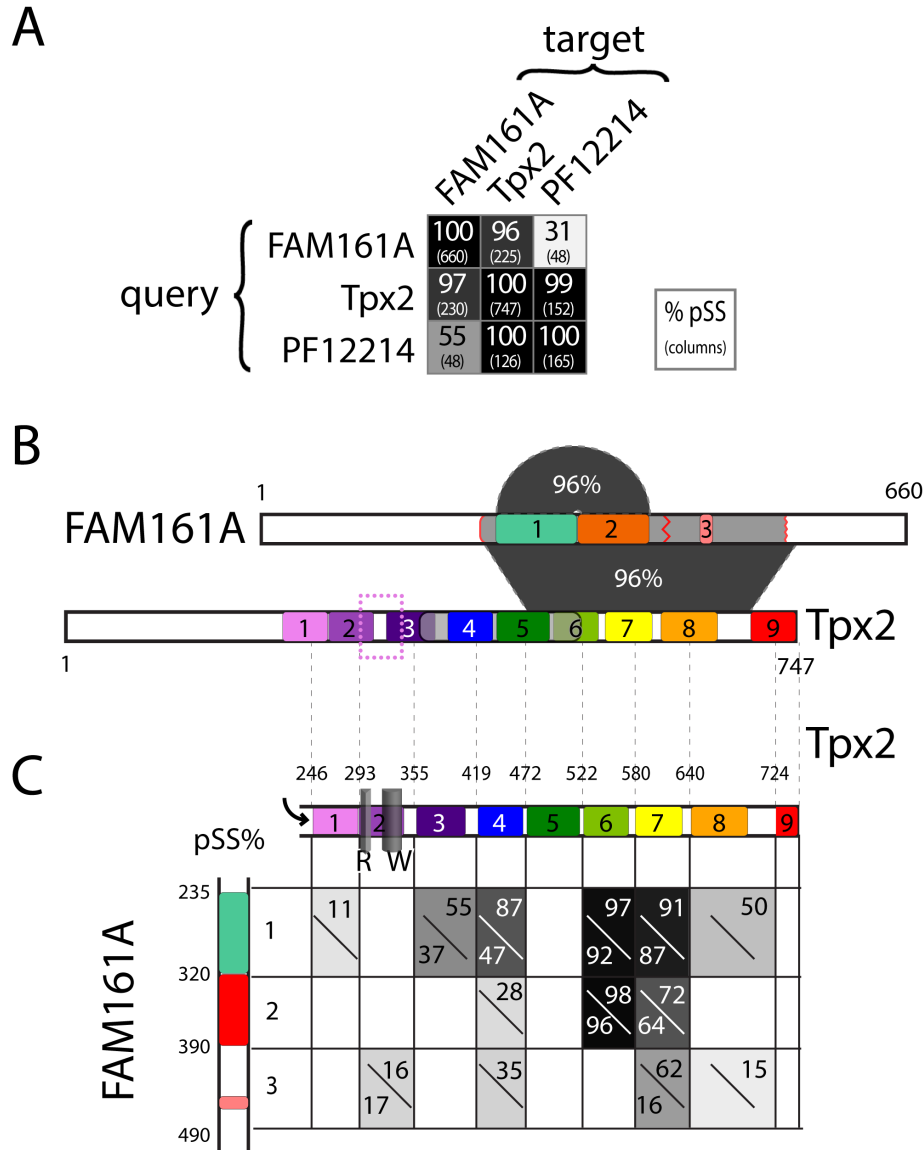 A
target
FAM161A
Tpx2
PF12214
query
FAM161A
Tpx2
PF12214
100 96 31
(660) (225) (48)
97 100 99
(230) (747) (152)
55 100 100
(48) (126) (165)
% pSS
(columns)
B
96%
1 660
FAM161A
1 2 3
96%
1 2 3 4 5 6 7 8 9 Tpx2
1 747
Tpx2
C
246 293 355 419 472 522 580 640 724
1 2 3 4 5 6 7 8 9
pSS%
R W
FAM161A
235
1
11 55 87 97 91 50
37 47 92 87
320
2
28 98 72
96 64
390
3
16 35 62 15
17 16
490